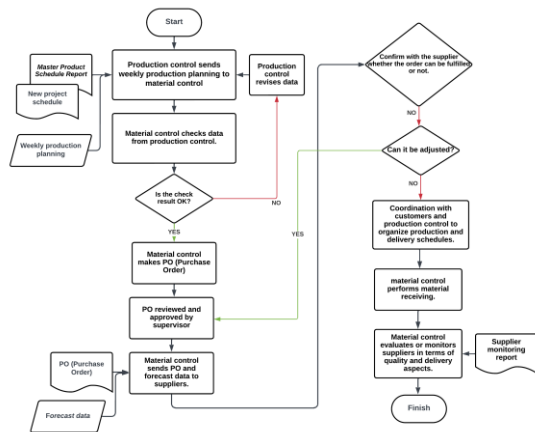 Start
Master Product
Schedule Report
New project
schedule
Weekly production
planning
Production control sends
weekly production planning to
material control
Production
control
revises data
Material control checks data
from production control.
Is the check
result OK?
NO
YES
Material control
makes PO (Purchase
Order)
PO reviewed and
approved by
supervisor
PO (Purchase
Order)
Forecast data
Material control
sends PO and
forecast data to
suppliers.
Confirm with the supplier
whether the order can be fulfilled
or not.
NO
Can it be adjusted?
YES
NO
Coordination with
customers and
production control to
organize production and
delivery schedules.
material control
performs material
receiving.
Material control
evaluates or monitors
suppliers in terms of
quality and delivery
aspects.
Supplier
monitoring
report
Finish